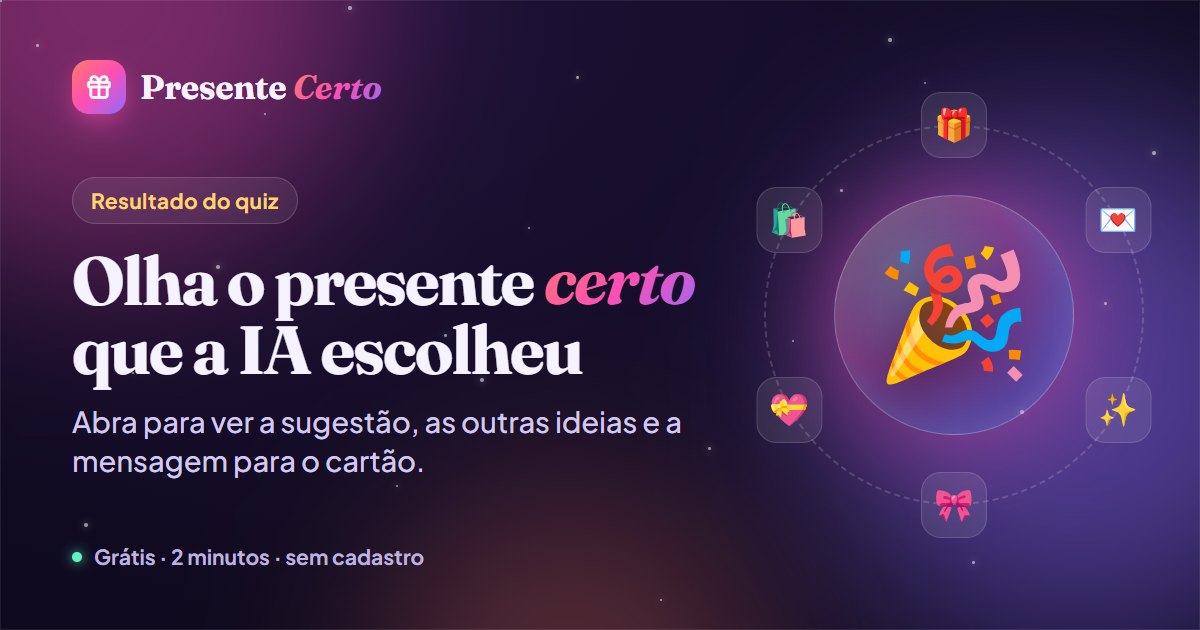 Presente Certo
Resultado do quiz
Olha o presente certo
que a IA escolheu
Abra para ver a sugestão, as outras ideias e a
mensagem para o cartão.
Grátis · 2 minutos · sem cadastro